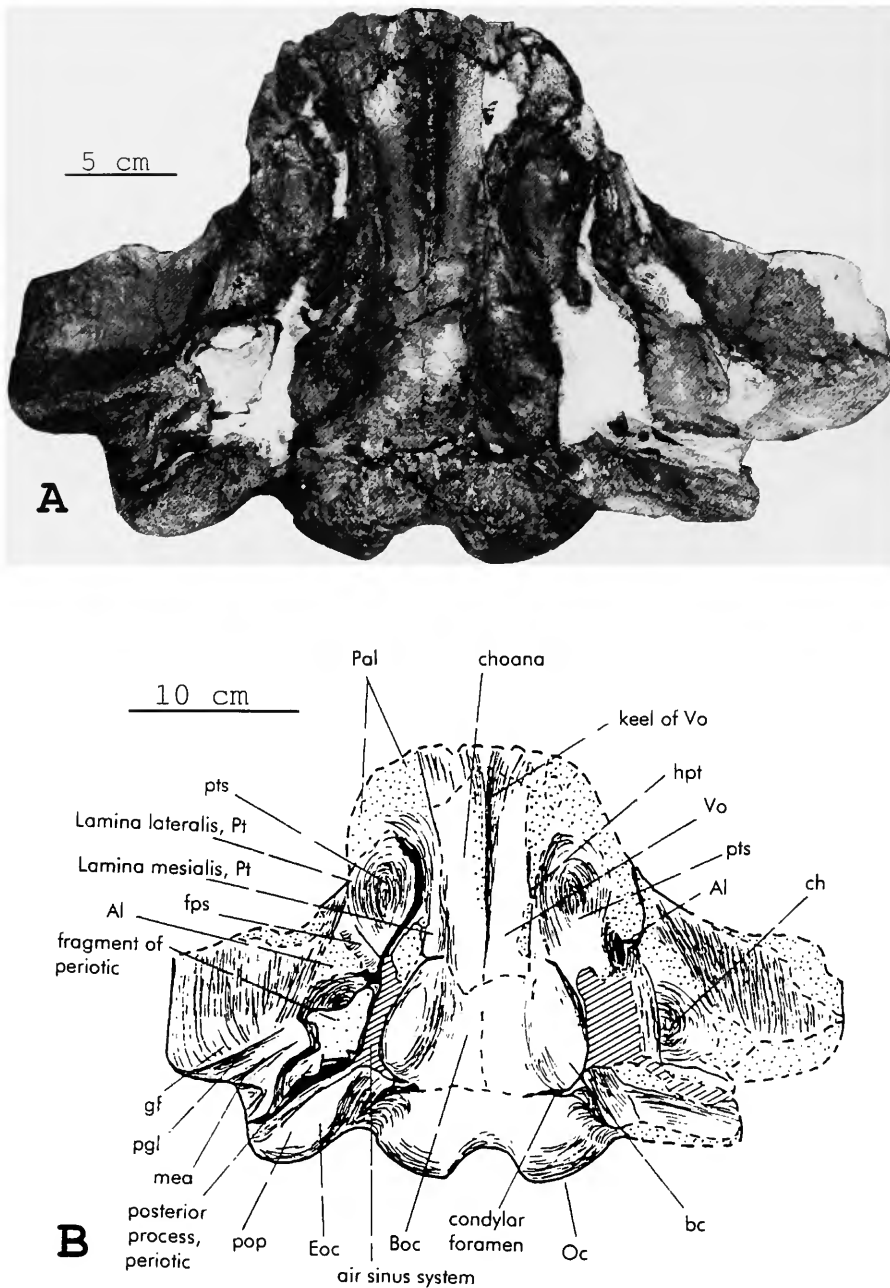 5 cm
A
Pal
choana
10 cm
keel of Vo
pts
hpt
Lamina lateralis, Pt
Vo
Lamina mesialis, Pt
pts
Al
Al
fps
ch
fragment of
periotic
gf
pgl
mea
posterior
process,
periotic
pop
Eoc
Boc
condylar
foramen
Oc
bc
air sinus system
B